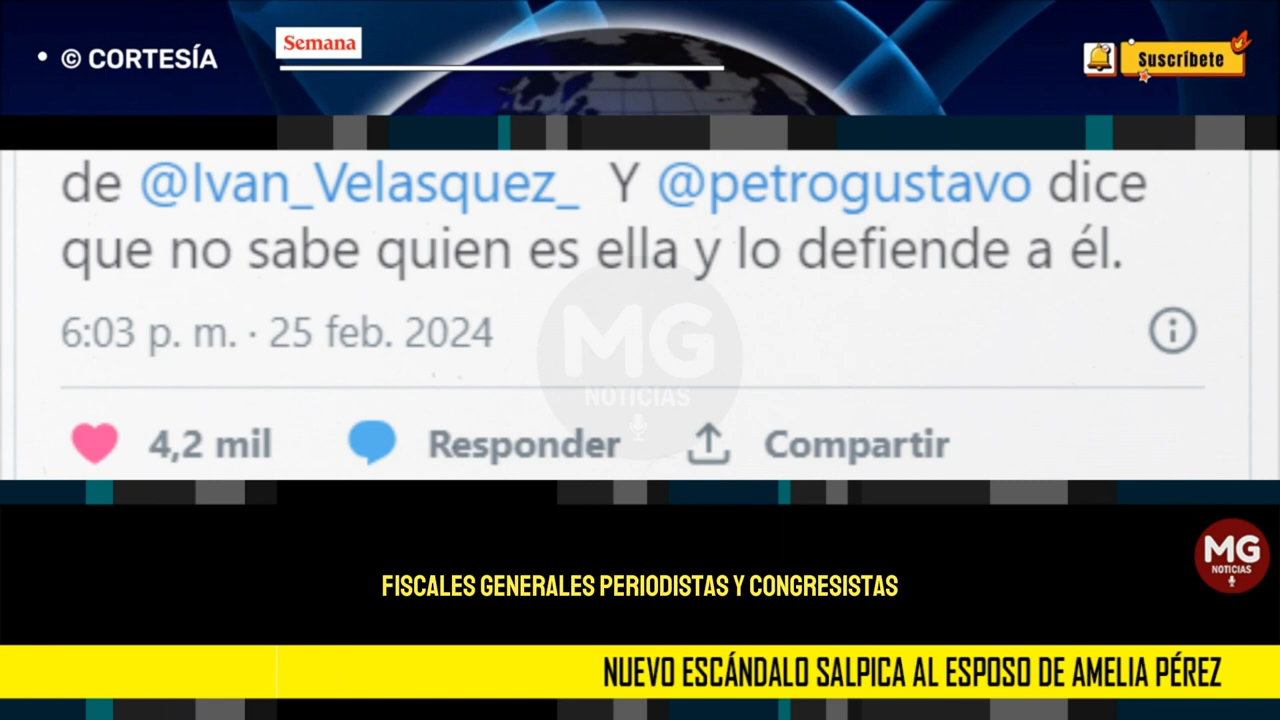 • © CORTESÍA
Semana
Suscríbete
de @Ivan_Velasquez_ Y @petrogustavo dice
que no sabe quien es ella y lo defiende a él.
6:03 p. m. · 25 feb. 2024
MG
NOTICIAS
4,2 mil Responder Compartir
FISCALES GENERALES PERIODISTAS Y CONGRESISTAS
MG
NOTICIAS
NUEVO ESCÁNDALO SALPICA AL ESPOSO DE AMELIA PÉREZ